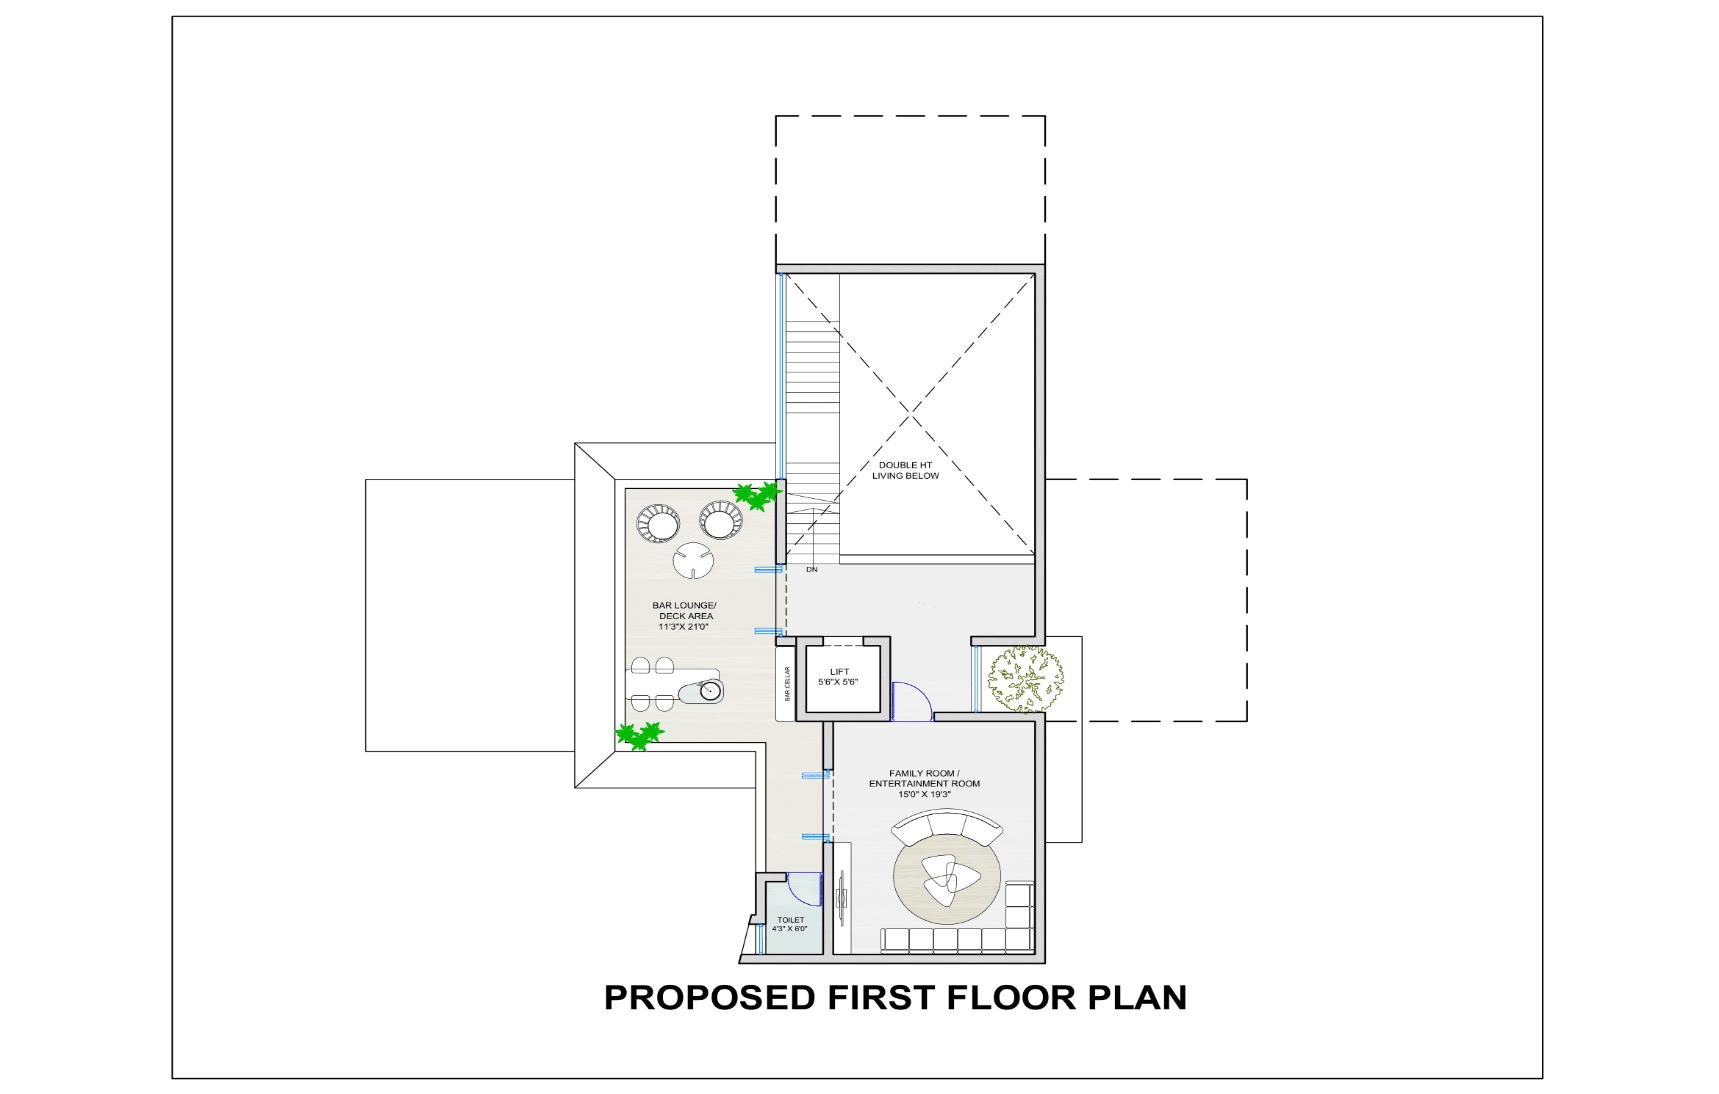 DOUBLE HT
LIVING BELOW
DN
BAR LOUNGE/
DECK AREA
11'3"X 21'0"
LIFT
5'6"X 5'6"
BAR CELLAR
FAMILY ROOM /
ENTERTAINMENT ROOM
15'0" X 19'3"
TOILET
4'3" X 6'0"
PROPOSED FIRST FLOOR PLAN